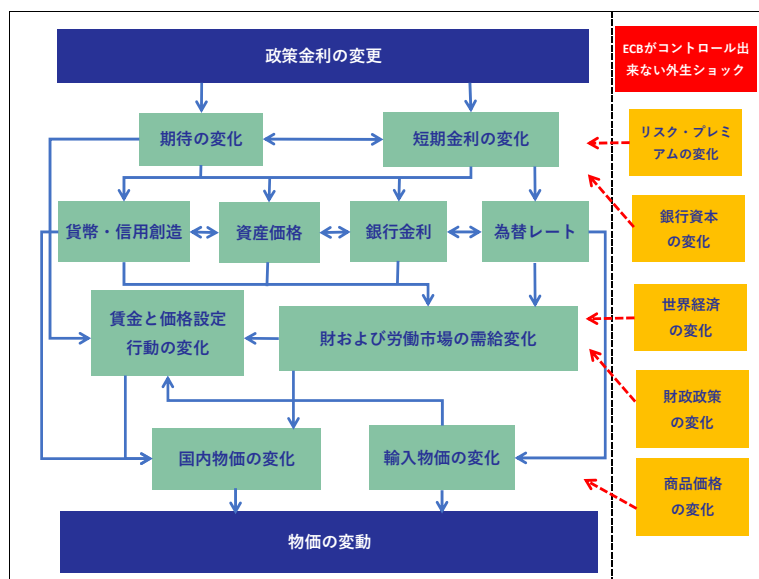 政策金利の変更
ECBがコントロール出
来ない外生ショック
期待の変化
短期金利の変化
リスク・プレミ
アムの変化
貨幣・信用創造
資産価格
銀行金利
為替レート
銀行資本
の変化
賃金と価格設定
行動の変化
財および労働市場の需給変化
世界経済
の変化
財政政策
の変化
国内物価の変化
輸入物価の変化
商品価格
の変化
物価の変動